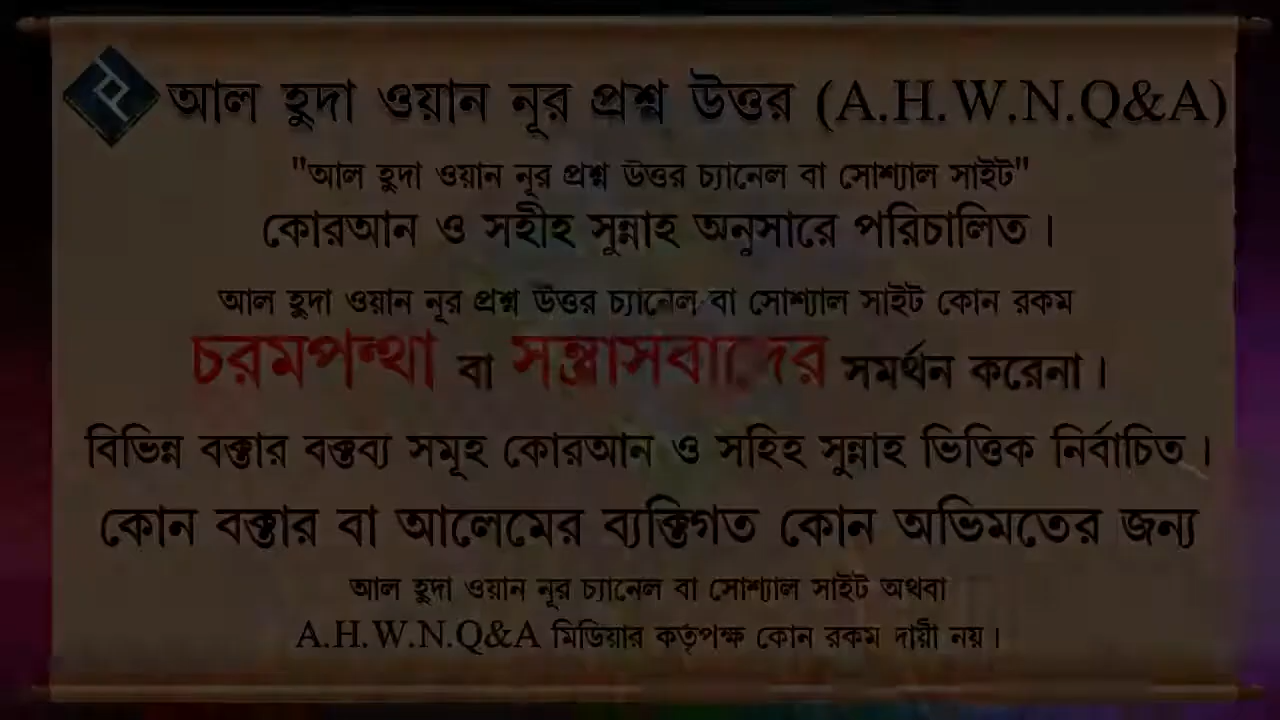 আল হুদা ওয়ান নূর প্রশ্ন উত্তর (A.H.W.N.Q&A)
"আল হুদা ওয়ান নূর প্রশ্ন উত্তর চ্যানেল বা সোশ্যাল সাইট"
কোরআন ও সহীহ সুন্নাহ অনুসারে পরিচালিত।
আল হুদা ওয়ান নূর প্রশ্ন উত্তর চ্যানেল বা সোশ্যাল সাইট কোন রকম
চরমপন্থা বা সন্ত্রাসবাদের সমর্থন করেনা।
বিভিন্ন বক্তার বক্তব্য সমূহ কোরআন ও সহিহ সুন্নাহ ভিত্তিক নির্বাচিত।
কোন বক্তার বা আলেমের ব্যক্তিগত কোন অভিমতের জন্য
আল হুদা ওয়ান নূর চ্যানেল বা সোশ্যাল সাইট অথবা
A.H.W.N.Q&A মিডিয়ার কর্তৃপক্ষ কোন রকম দায়ী নয়।